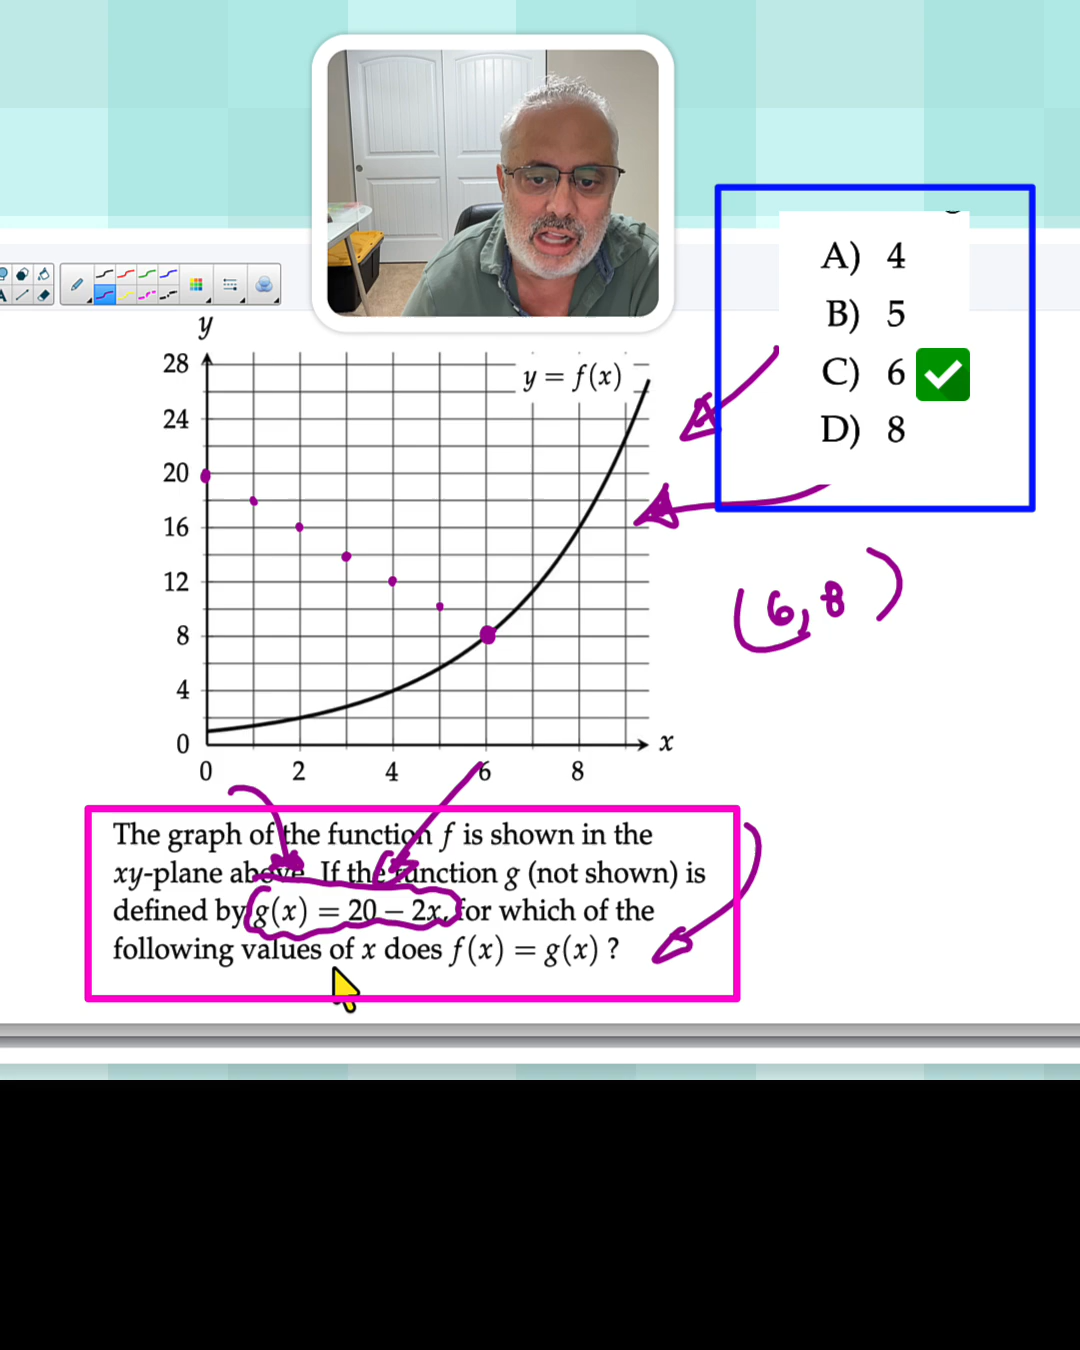 A) 4
B) 5
C) 6
D) 8
y
28
24
20
16
12
8
4
0
y = f(x)
x
0 2 4 6 8
(6, 8)
The graph of the function f is shown in the
xy-plane above. If the function g (not shown) is
defined by g(x) = 20 – 2x, for which of the
following values of x does f(x) = g(x) ?